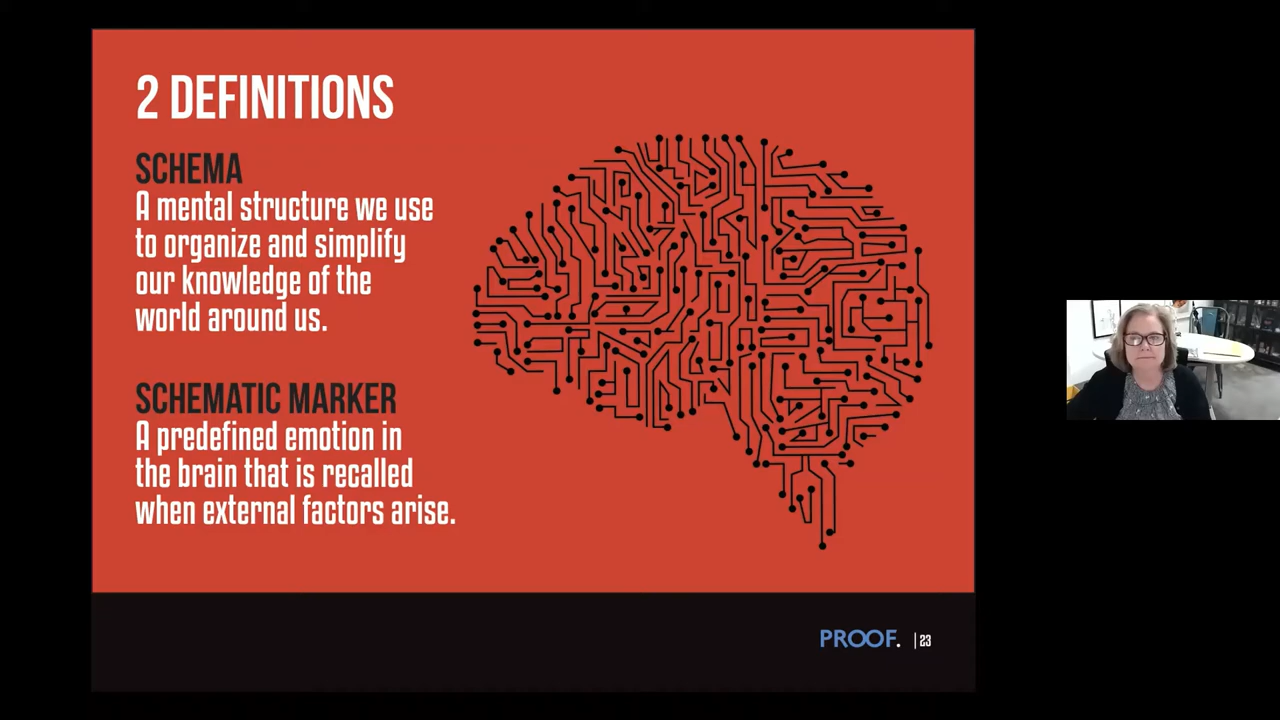 2 DEFINITIONS
SCHEMA
A mental structure we use
to organize and simplify
our knowledge of the
world around us.
SCHEMATIC MARKER
A predefined emotion in
the brain that is recalled
when external factors arise.
PROOF. | 23